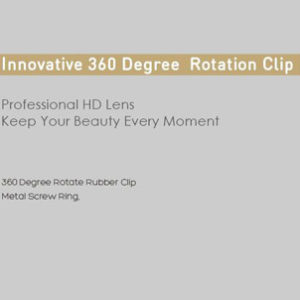 Innovative 360 Degree Rotation Clip
Professional HD Lens
Keep Your Beauty Every Moment
360 Degree Rotate Rubber Clip
Metal Screw Ring,